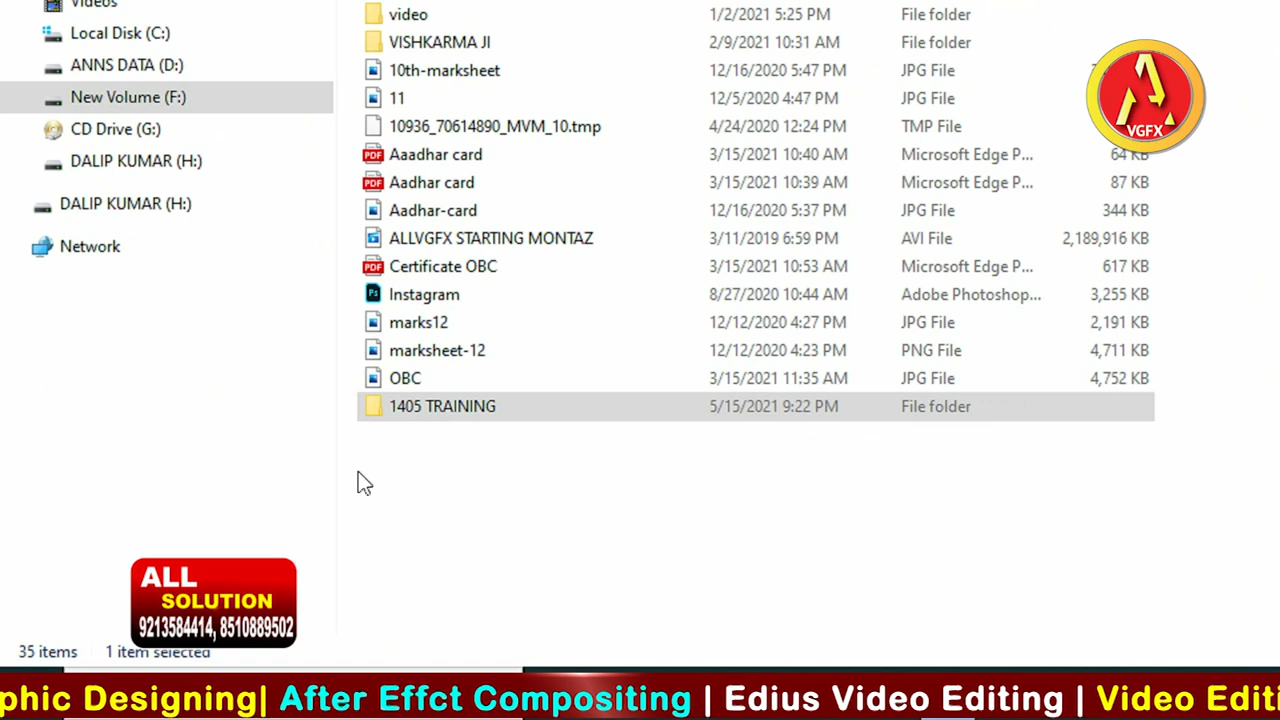 Videos
Local Disk (C:)
ANNS DATA (D:)
New Volume (F:)
CD Drive (G:)
DALIP KUMAR (H:)
DALIP KUMAR (H:)
Network
video 1/2/2021 5:25 PM File folder
VISHKARMA JI 2/9/2021 10:31 AM File folder
10th-marksheet 12/16/2020 5:47 PM JPG File
11 12/5/2020 4:47 PM JPG File
10936_70614890_MVM_10.tmp 4/24/2020 12:24 PM TMP File
Aaadhar card 3/15/2021 10:40 AM Microsoft Edge P... 64 KB
Aadhar card 3/15/2021 10:39 AM Microsoft Edge P... 87 KB
Aadhar-card 12/16/2020 5:37 PM JPG File 344 KB
ALLVGFX STARTING MONTAZ 3/11/2019 6:59 PM AVI File 2,189,916 KB
Certificate OBC 3/15/2021 10:53 AM Microsoft Edge P... 617 KB
Instagram 8/27/2020 10:44 AM Adobe Photoshop... 3,255 KB
marks12 12/12/2020 4:27 PM JPG File 2,191 KB
marksheet-12 12/12/2020 4:23 PM PNG File 4,711 KB
OBC 3/15/2021 11:35 AM JPG File 4,752 KB
1405 TRAINING 5/15/2021 9:22 PM File folder
VGFX
ALL
SOLUTION
9213584414, 8510889502
35 items 1 item selected
phic Designing| After Effct Compositing | Edius Video Editing | Video Editi